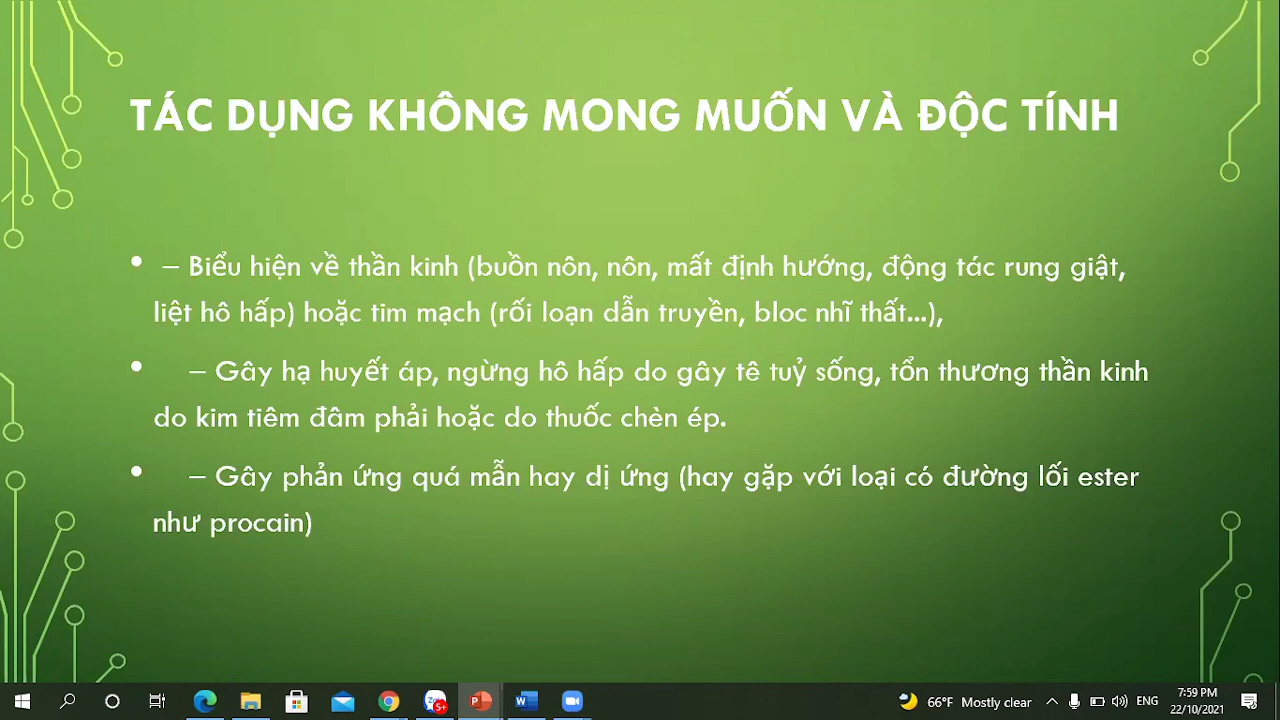 TÁC DỤNG KHÔNG MONG MUỐN VÀ ĐỘC TÍNH
• – Biểu hiện về thần kinh (buồn nôn, nôn, mất định hướng, động tác rung giật,
liệt hô hấp) hoặc tim mạch (rối loạn dẫn truyền, bloc nhĩ thất...),
• – Gây hạ huyết áp, ngừng hô hấp do gây tê tuỷ sống, tổn thương thần kinh
do kim tiêm đâm phải hoặc do thuốc chèn ép.
• – Gây phản ứng quá mẫn hay dị ứng (hay gặp với loại có đường lối ester
như procain)
66°F Mostly clear
ENG
7:59 PM
22/10/2021
5+